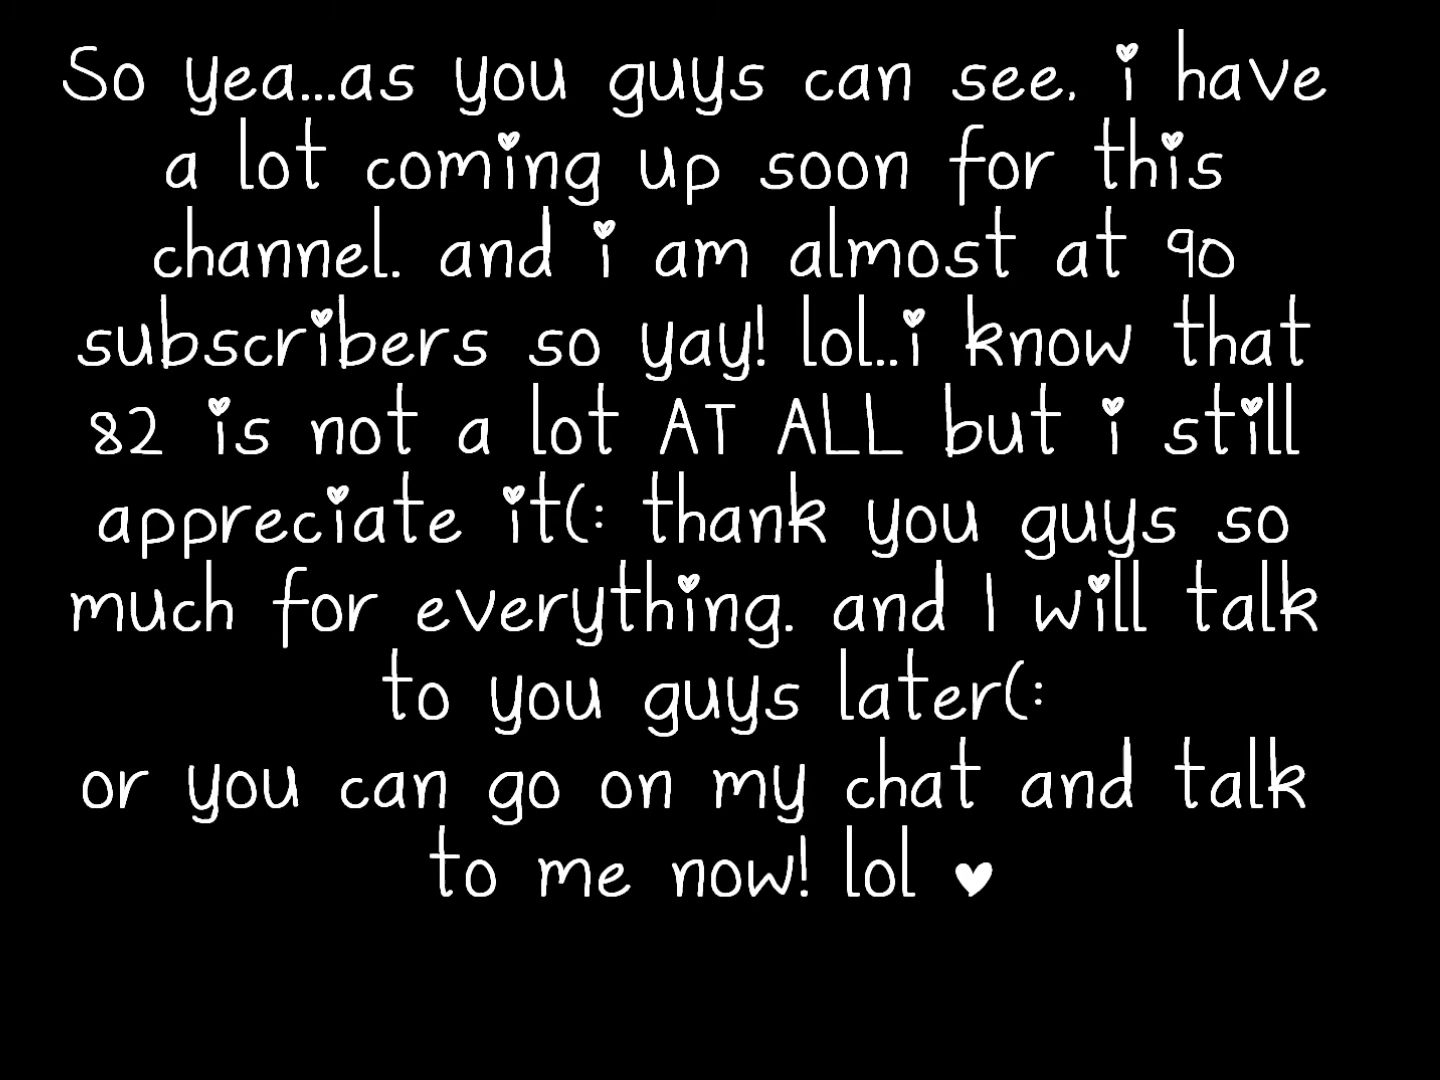 So yea...as you guys can see, i have
a lot coming up soon for this
channel. and i am almost at 90
subscribers so yay! lol..i know that
82 is not a lot AT ALL but i still
appreciate it(: thank you guys so
much for everything. and I will talk
to you guys later(:
or you can go on my chat and talk
to me now! lol ♥